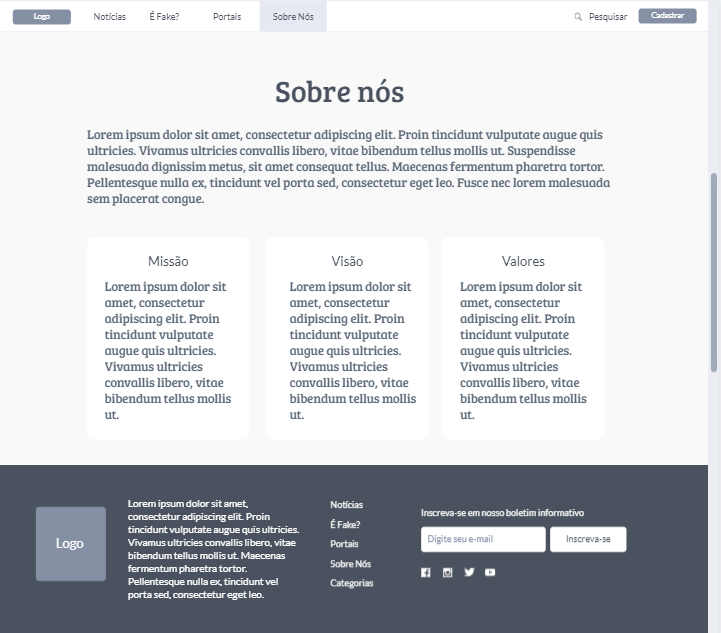 Logo
Notícias
É Fake?
Portais
Sobre Nós
Pesquisar
Cadastrar
Sobre nós
Lorem ipsum dolor sit amet, consectetur adipiscing elit. Proin tincidunt vulputate augue quis
ultricies. Vivamus ultricies convallis libero, vitae bibendum tellus mollis ut. Suspendisse
malesuada dignissim metus, sit amet consequat tellus. Maecenas fermentum pharetra tortor.
Pellentesque nulla ex, tincidunt vel porta sed, consectetur eget leo. Fusce nec lorem malesuada
sem placerat congue.
Missão
Lorem ipsum dolor sit
amet, consectetur
adipiscing elit. Proin
tincidunt vulputate
augue quis ultricies.
Vivamus ultricies
convallis libero, vitae
bibendum tellus mollis
ut.
Visão
Lorem ipsum dolor sit
amet, consectetur
adipiscing elit. Proin
tincidunt vulputate
augue quis ultricies.
Vivamus ultricies
convallis libero, vitae
bibendum tellus mollis
ut.
Valores
Lorem ipsum dolor sit
amet, consectetur
adipiscing elit. Proin
tincidunt vulputate
augue quis ultricies.
Vivamus ultricies
convallis libero, vitae
bibendum tellus mollis
ut.
Logo
Lorem ipsum dolor sit amet,
consectetur adipiscing elit. Proin
tincidunt vulputate augue quis ultricies.
Vivamus ultricies convallis libero, vitae
bibendum tellus mollis ut. Maecenas
fermentum pharetra tortor.
Pellentesque nulla ex, tincidunt vel
porta sed, consectetur eget leo.
Notícias
É Fake?
Portais
Sobre Nós
Categorias
Inscreva-se em nosso boletim informativo
Digite seu e-mail
Inscreva-se